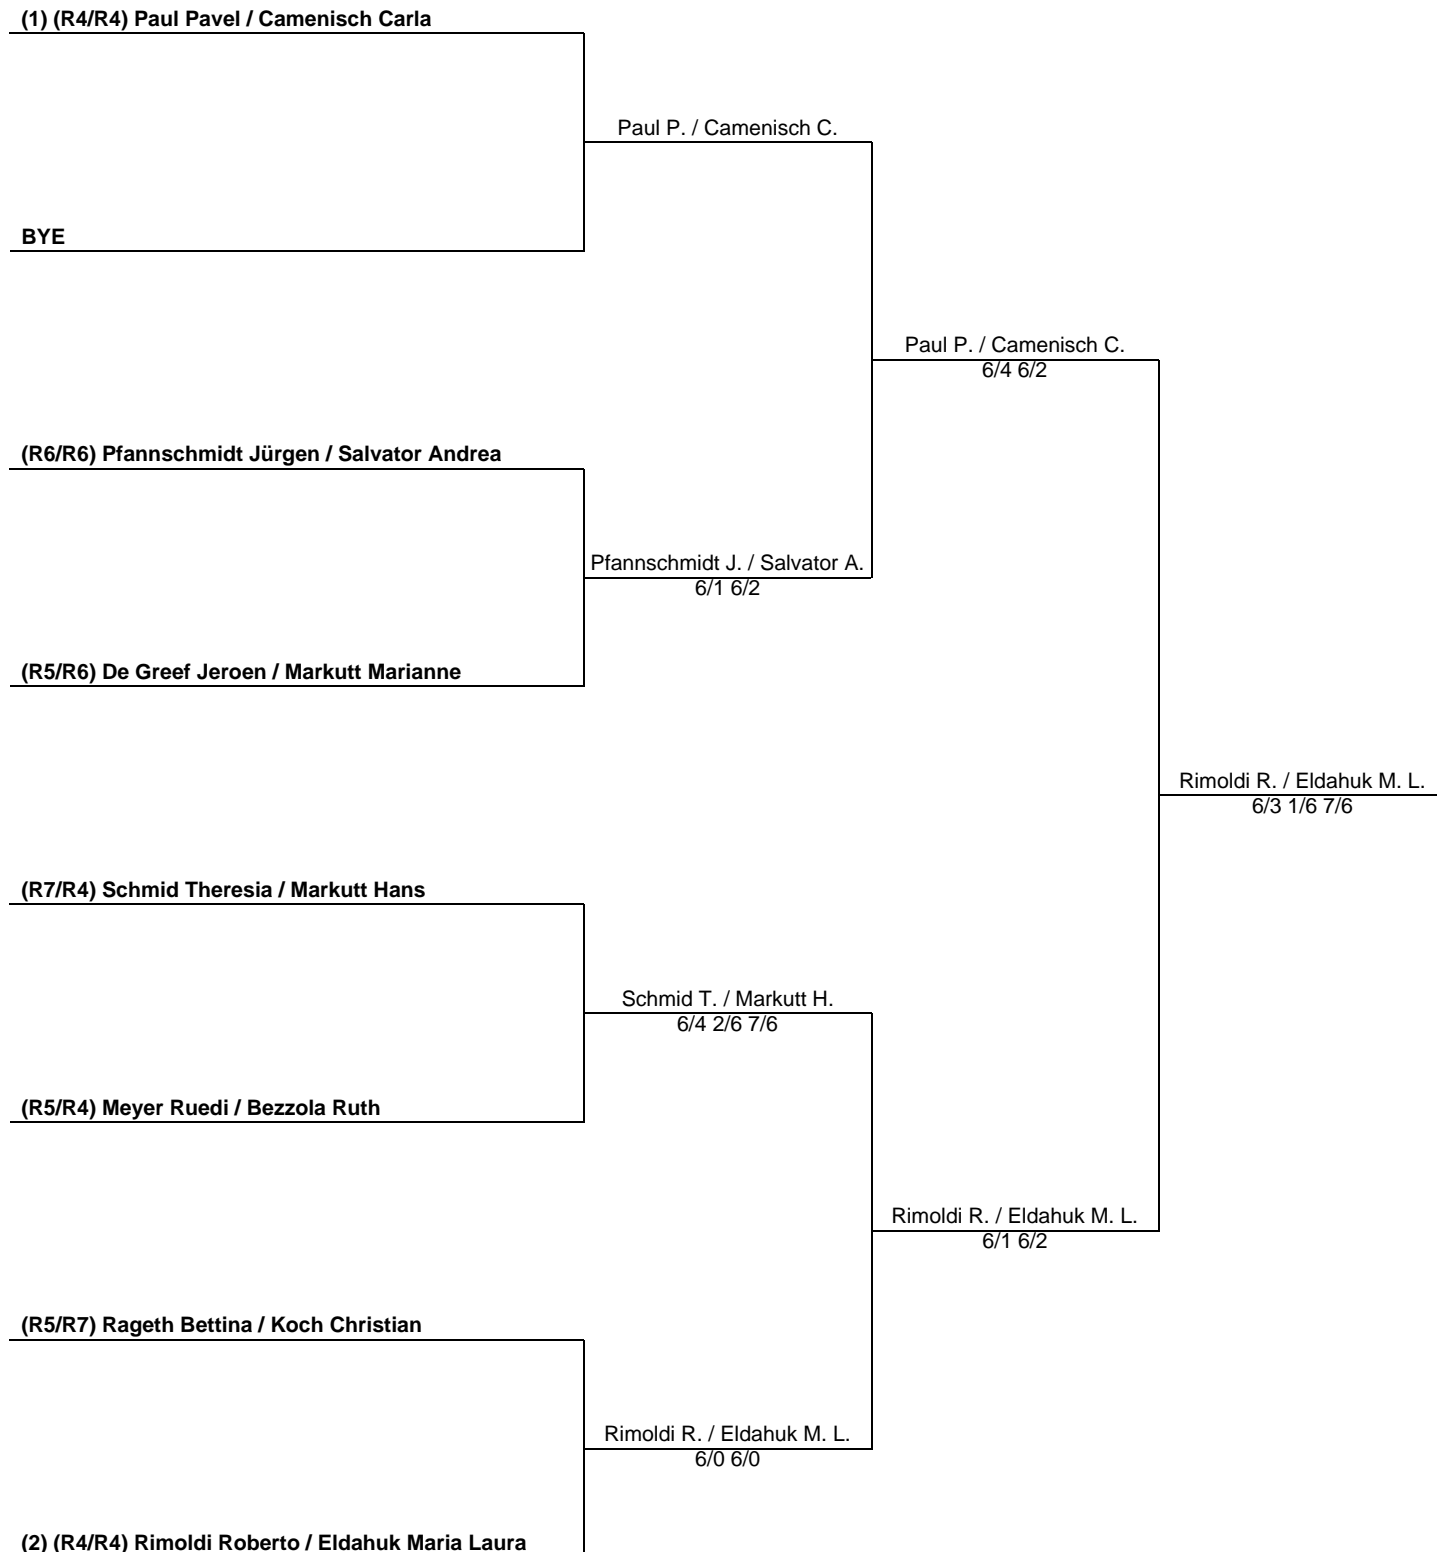 (1) (R4/R4) Paul Pavel / Camenisch Carla
Paul P. / Camenisch C.
BYE
Paul P. / Camenisch C.
6/4 6/2
(R6/R6) Pfannschmidt Jürgen / Salvator Andrea
Pfannschmidt J. / Salvator A.
6/1 6/2
(R5/R6) De Greef Jeroen / Markutt Marianne
Rimoldi R. / Eldahuk M. L.
6/3 1/6 7/6
(R7/R4) Schmid Theresia / Markutt Hans
Schmid T. / Markutt H.
6/4 2/6 7/6
(R5/R4) Meyer Ruedi / Bezzola Ruth
Rimoldi R. / Eldahuk M. L.
6/1 6/2
(R5/R7) Rageth Bettina / Koch Christian
Rimoldi R. / Eldahuk M. L.
6/0 6/0
(2) (R4/R4) Rimoldi Roberto / Eldahuk Maria Laura